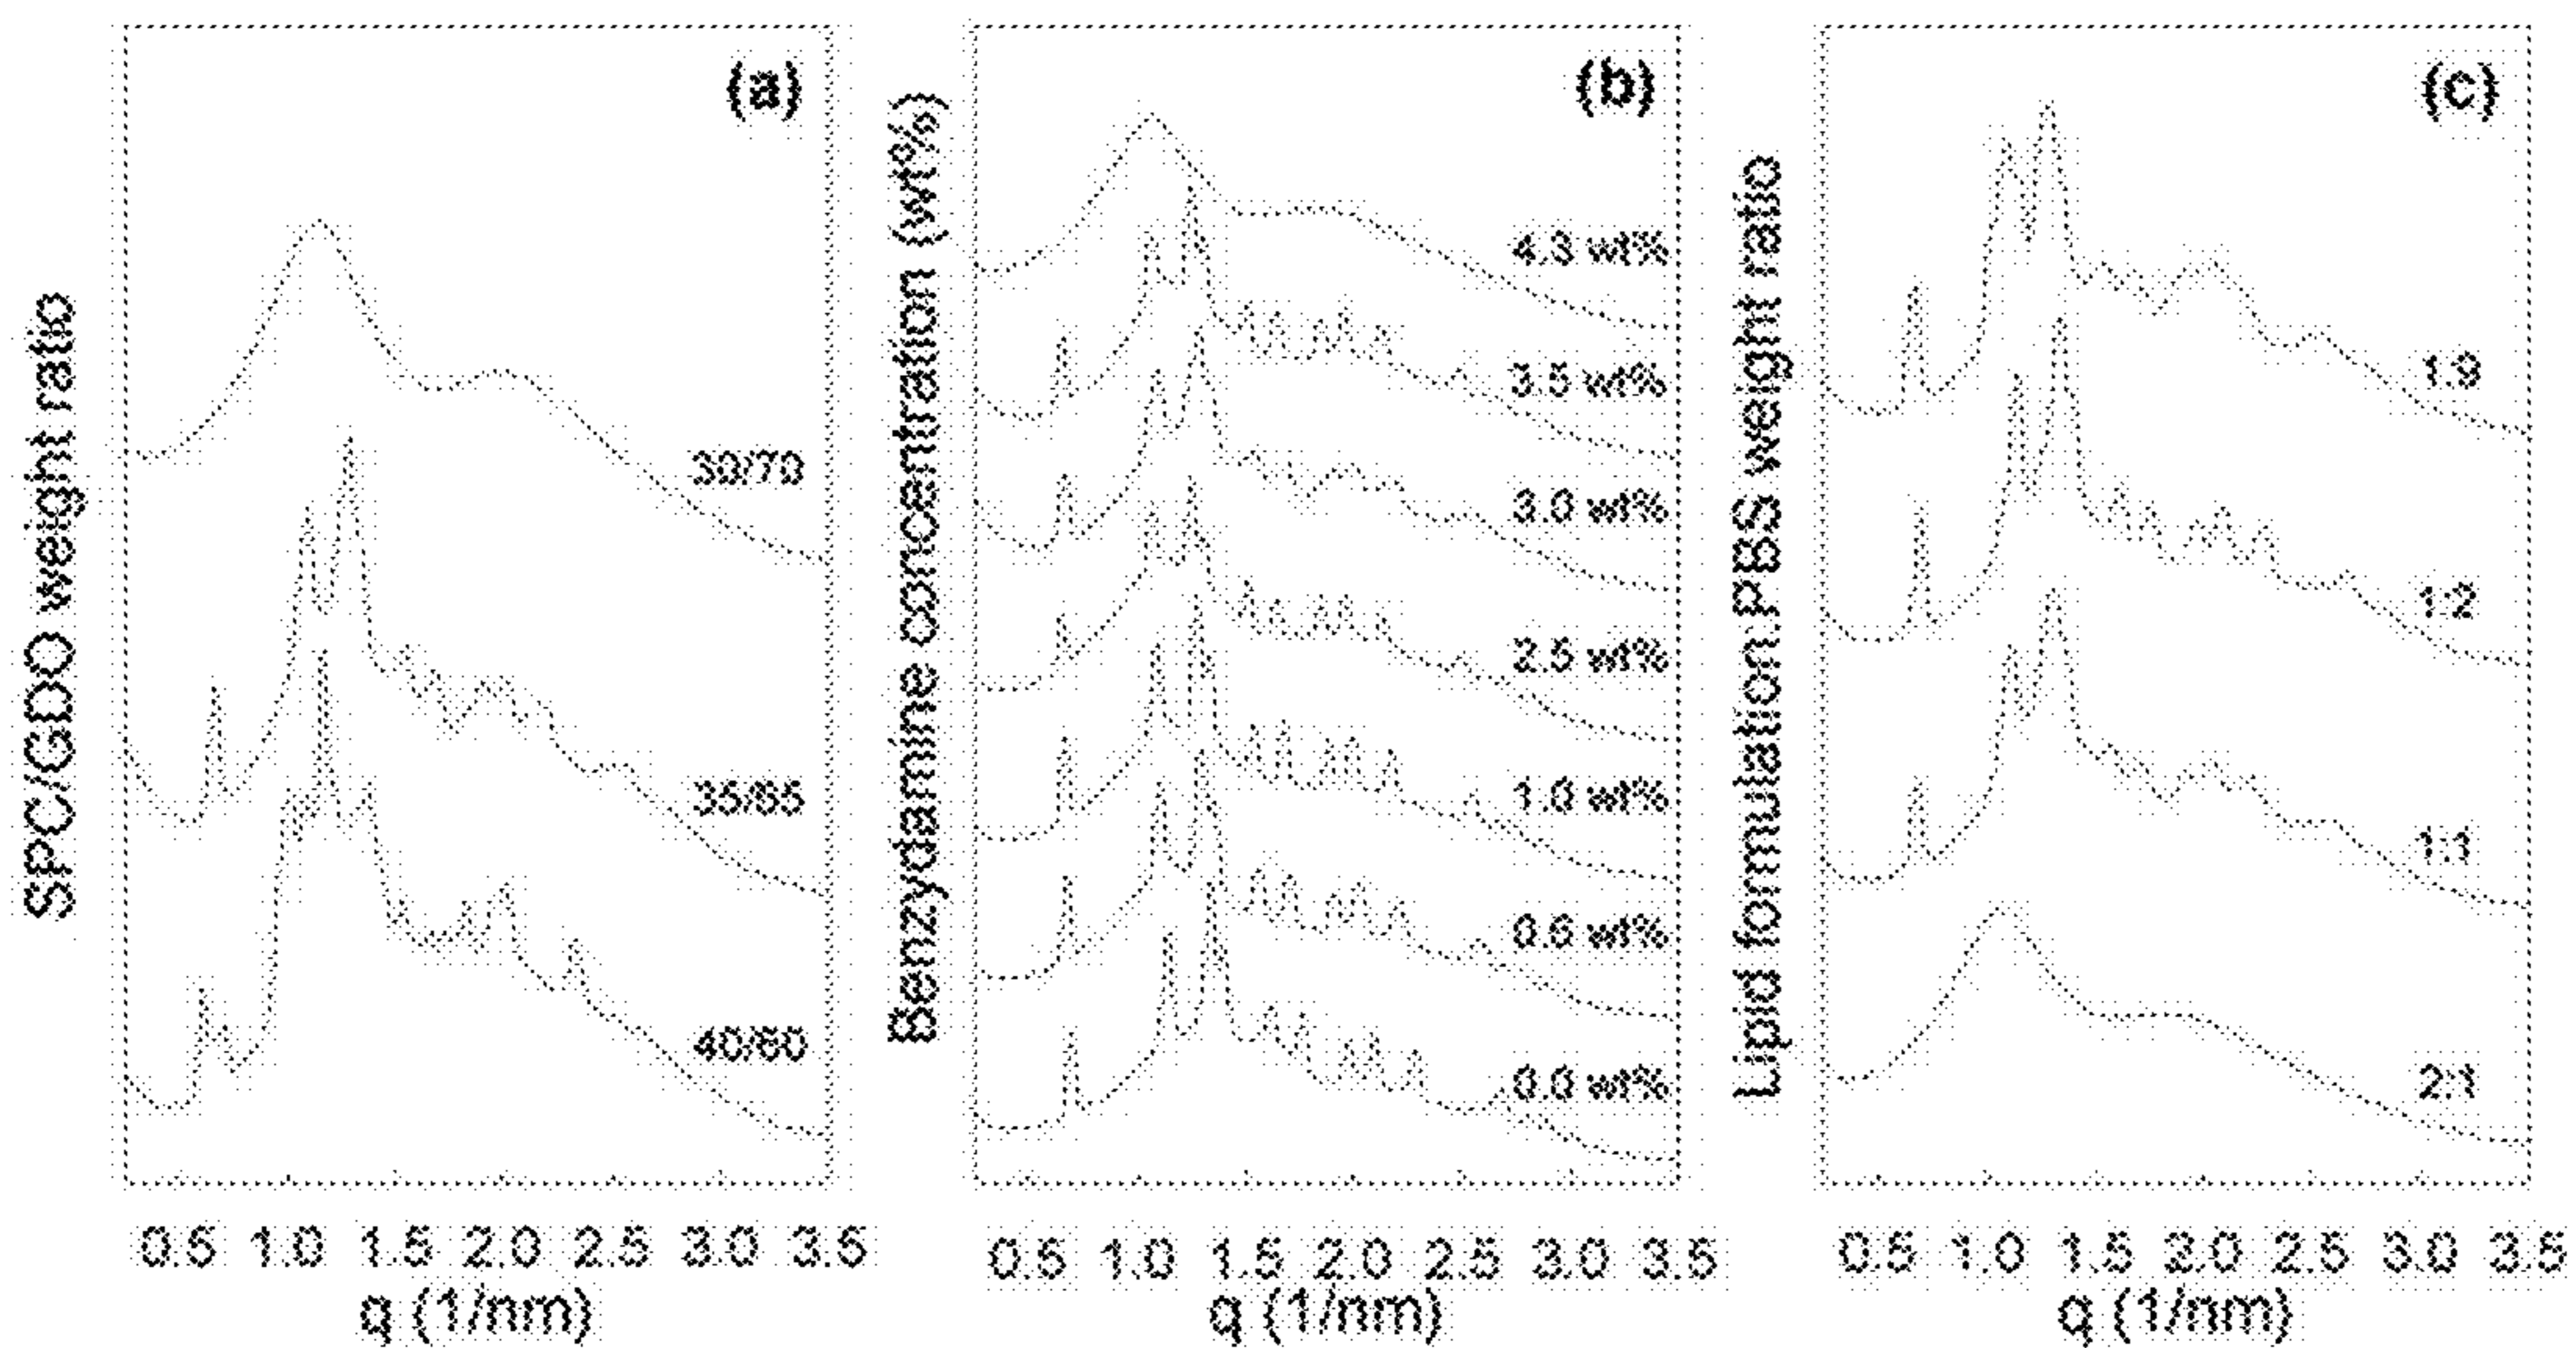 SPC/GDO weight ratio
(a)
30/70
35/65
40/60
0.5 1.0 1.5 2.0 2.5 3.0 3.5
q (1/nm)
Benzydamine concentration (wt%)
(b)
4.3 wt%
3.5 wt%
3.0 wt%
2.5 wt%
1.0 wt%
0.6 wt%
0.0 wt%
0.5 1.0 1.5 2.0 2.5 3.0 3.5
q (1/nm)
Lipid formulation:PBS weight ratio
(c)
1:9
1:2
1:1
2:1
0.5 1.0 1.5 2.0 2.5 3.0 3.5
q (1/nm)